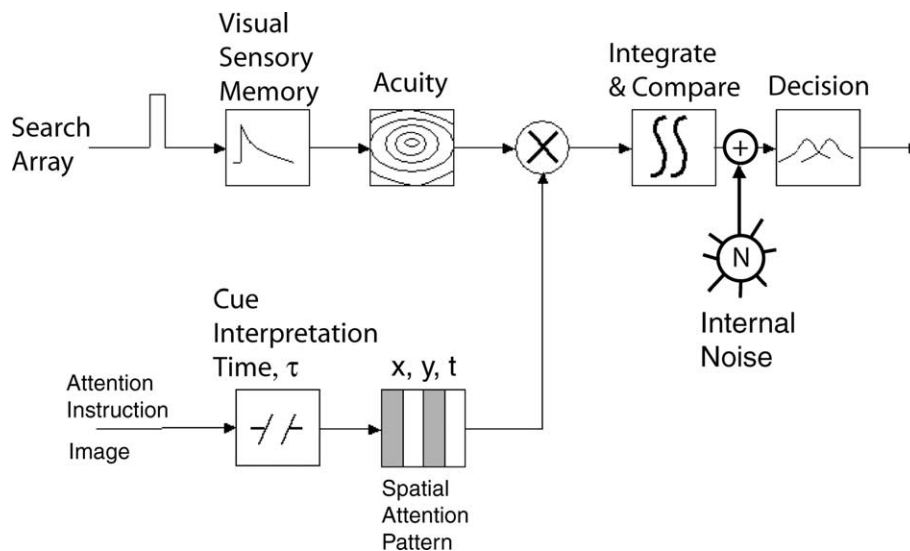 Visual
Sensory
Memory
Acuity
Integrate
& Compare
Decision
Search
Array
+
N
Internal
Noise
Cue
Interpretation
Time, τ
x, y, t
Attention
Instruction
Image
Spatial
Attention
Pattern